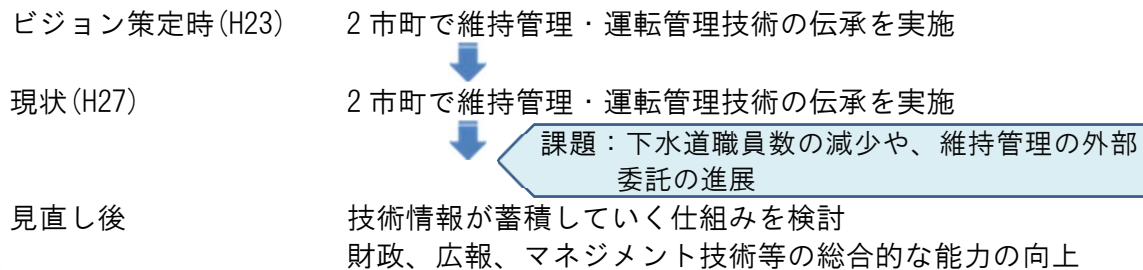 ビジョン策定時(H23) 2市町で維持管理・運転管理技術の伝承を実施
現状(H27) 2市町で維持管理・運転管理技術の伝承を実施
課題：下水道職員数の減少や、維持管理の外部
委託の進展
見直し後 技術情報が蓄積していく仕組みを検討
財政、広報、マネジメント技術等の総合的な能力の向上